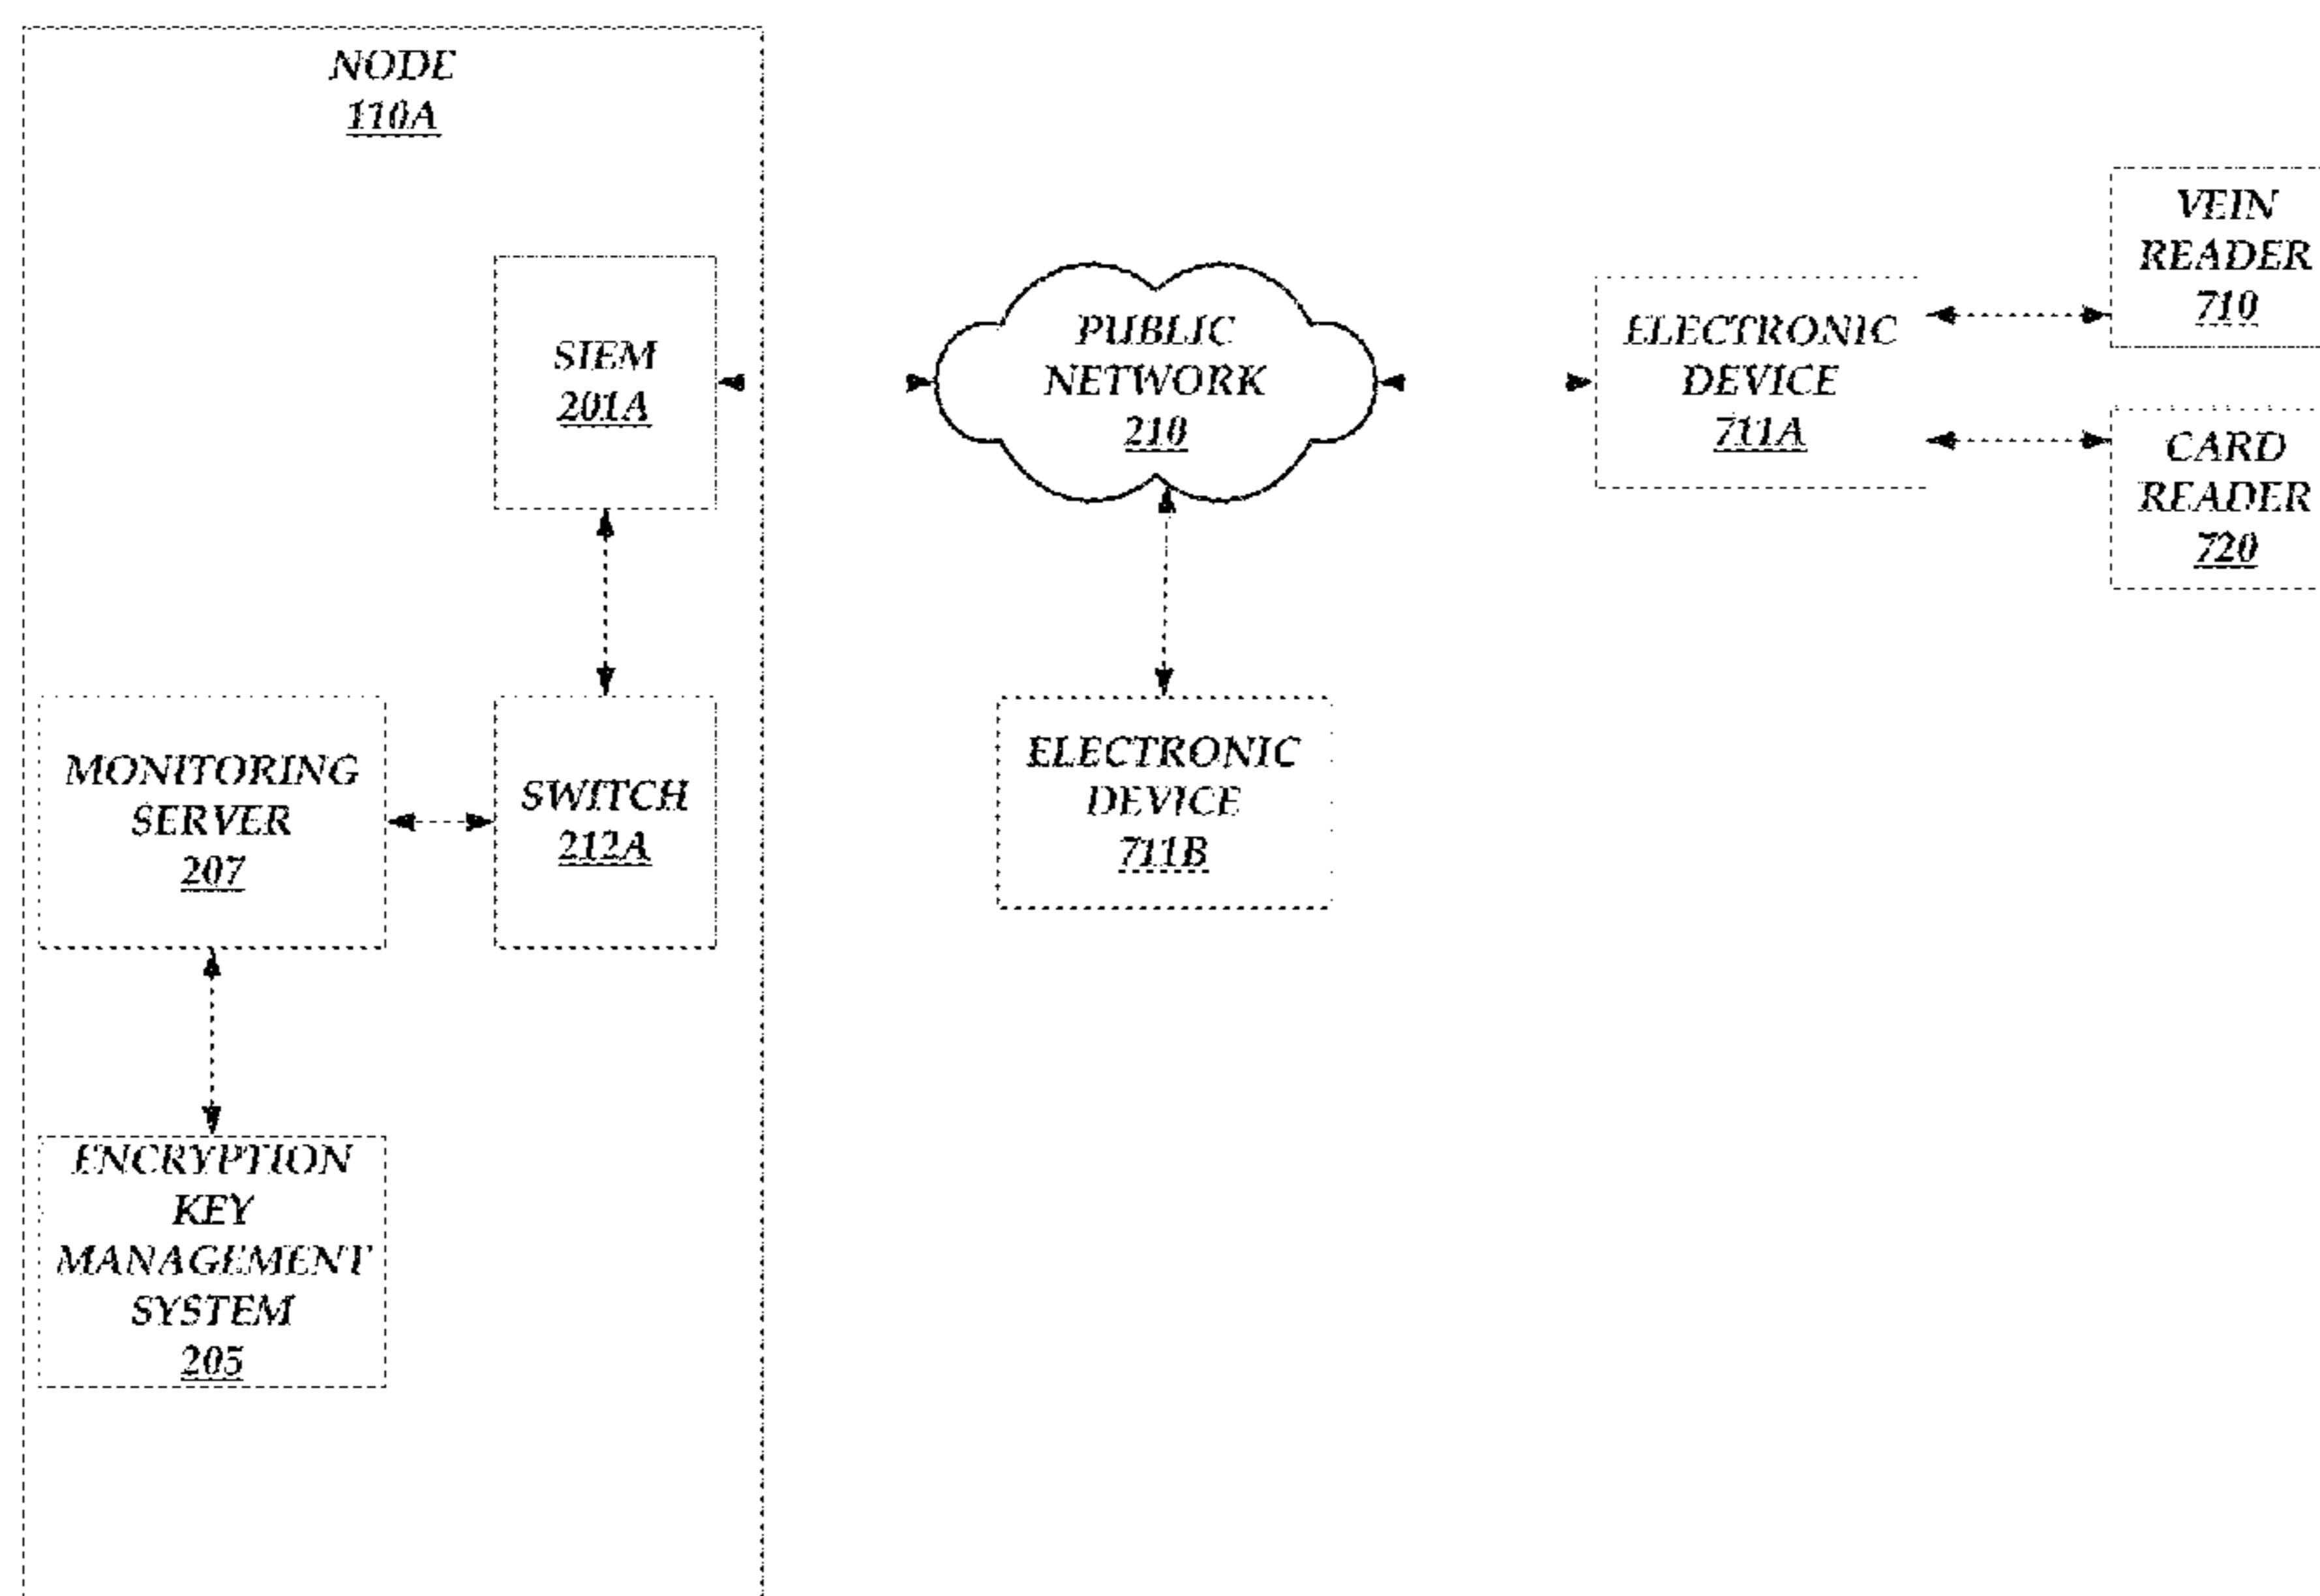 NODE
110A
SIEM
201A
PUBLIC
NETWORK
210
ELECTRONIC
DEVICE
711A
VEIN
READER
710
CARD
READER
720
MONITORING
SERVER
207
SWITCH
212A
ELECTRONIC
DEVICE
711B
ENCRYPTION
KEY
MANAGEMENT
SYSTEM
205